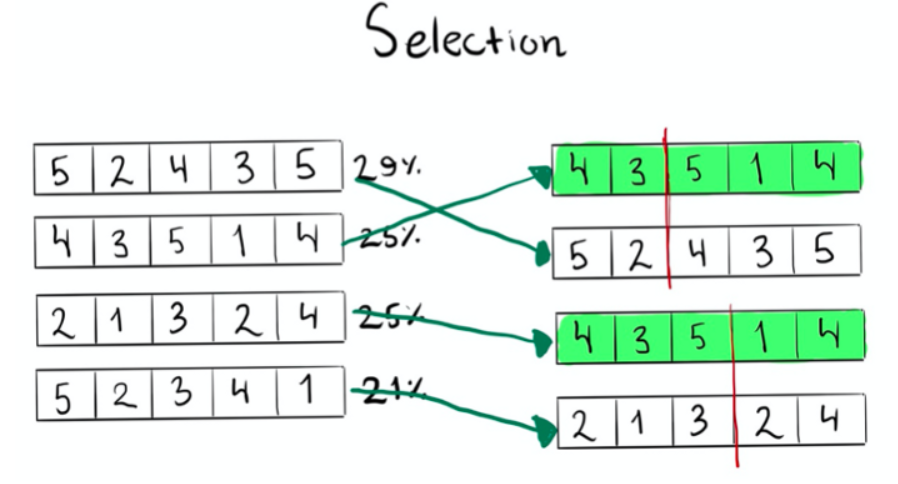 Selection
5 2 4 3 5 29%
4 3 5 1 4 25%
2 1 3 2 4 25%
5 2 3 4 1 21%
4 3 5 1 4
5 2 4 3 5
4 3 5 1 4
2 1 3 2 4